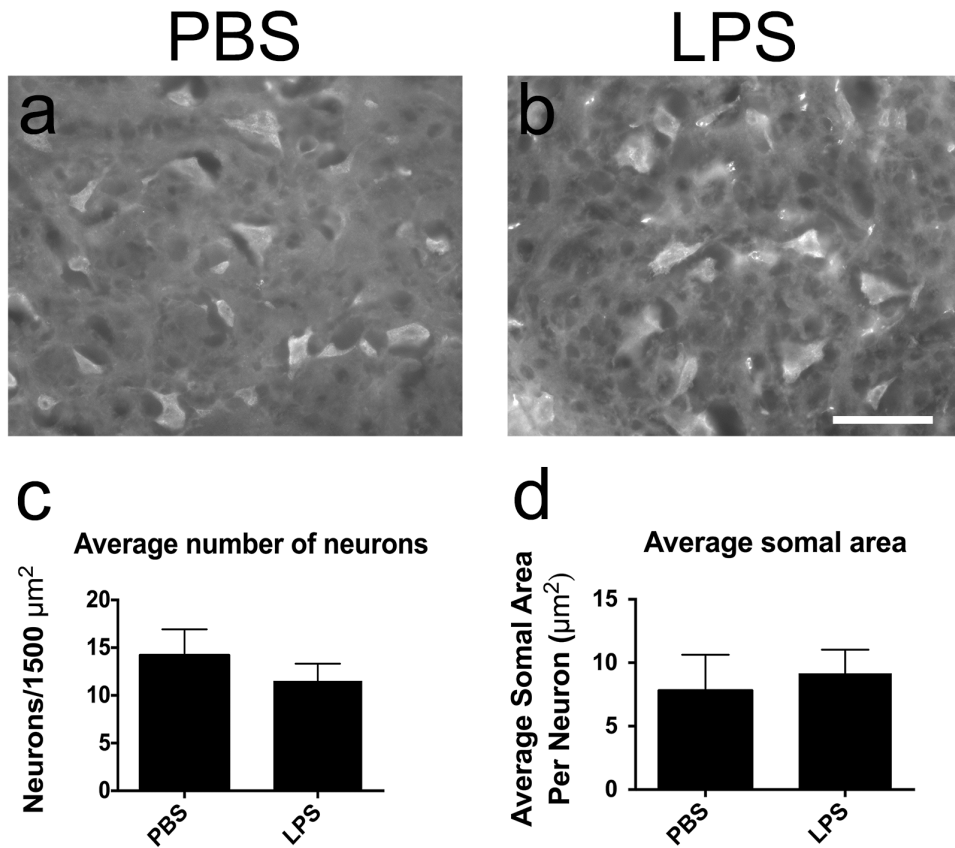 PBS
LPS
a
b
c
Average number of neurons
Neurons/1500 μm²
20
15
10
5
0
PBS
LPS
d
Average somal area
Average Somal Area
Per Neuron (μm²)
15
10
5
0
PBS
LPS